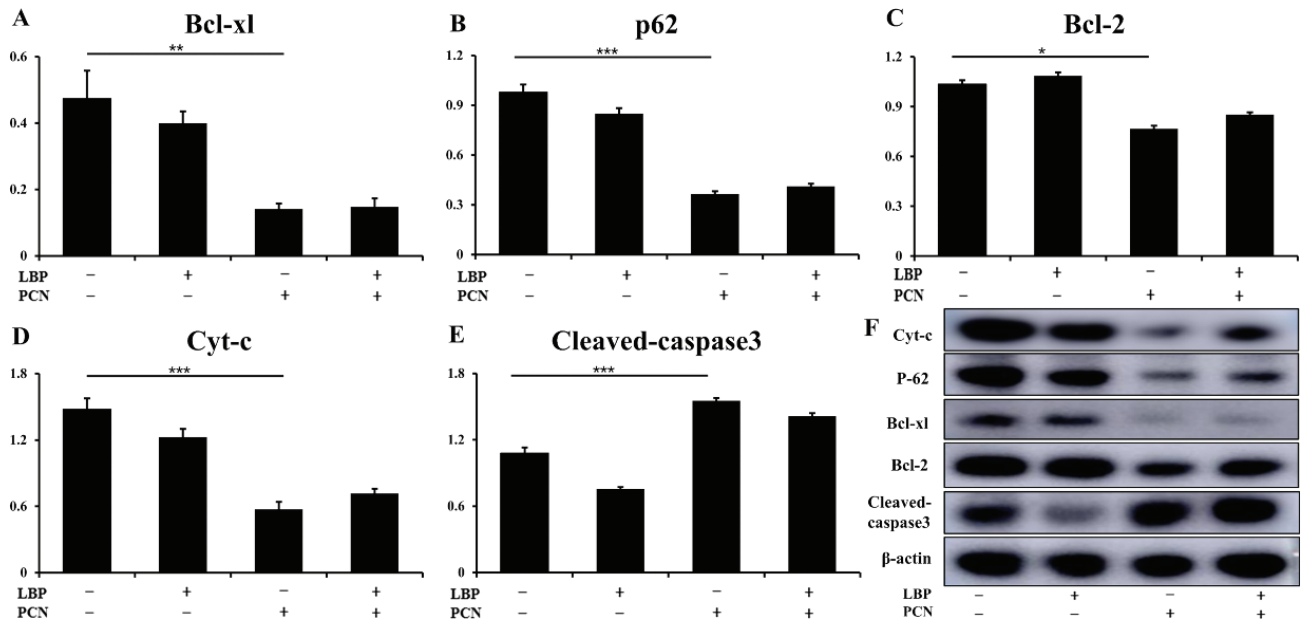 A Bcl-xl
**
0.6
0.4
0.2
0
LBP – + – +
PCN – – + +
B p62
***
1.2
0.9
0.6
0.3
0
LBP – + – +
PCN – – + +
C Bcl-2
*
1.2
0.9
0.6
0.3
0
LBP – + – +
PCN – – + +
D Cyt-c
***
1.8
1.2
0.6
0
LBP – + – +
PCN – – + +
E Cleaved-caspase3
***
1.8
1.2
0.6
0
LBP – + – +
PCN – – + +
F
Cyt-c
P-62
Bcl-xl
Bcl-2
Cleaved-
caspase3
β-actin
LBP – + – +
PCN – – + +